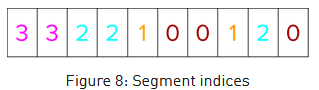 3 3 2 2 1 0 0 1 2 0
Figure 8: Segment indices